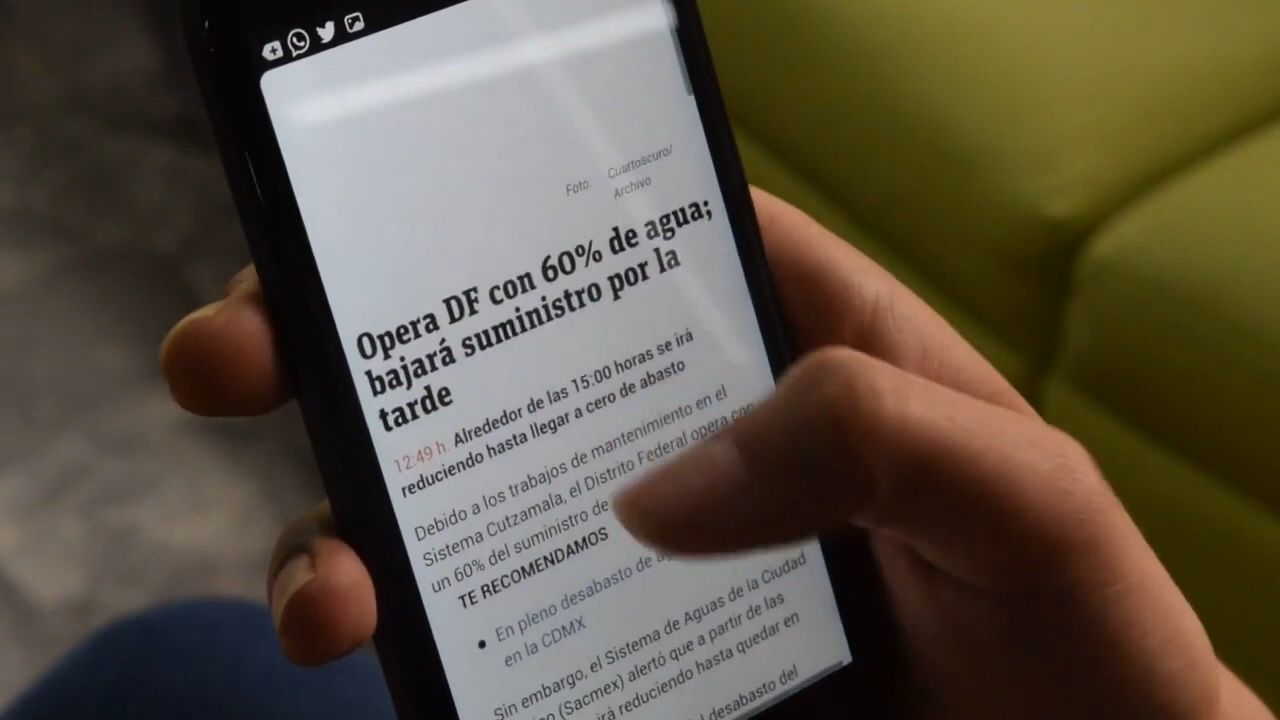 Foto: Cuartoscuro/
Archivo
Opera DF con 60% de agua;
bajará suministro por la
tarde
12:49 h. Alrededor de las 15:00 horas se irá
reduciendo hasta llegar a cero de abasto
Debido a los trabajos de mantenimiento en el
Sistema Cutzamala, el Distrito Federal opera con
un 60% del suministro de
TE RECOMENDAMOS
En pleno desabasto de
en la CDMX
Sin embargo, el Sistema de Aguas de la Ciudad
(Sacmex) alertó que a partir de las
irá reduciendo hasta quedar en
desabasto del